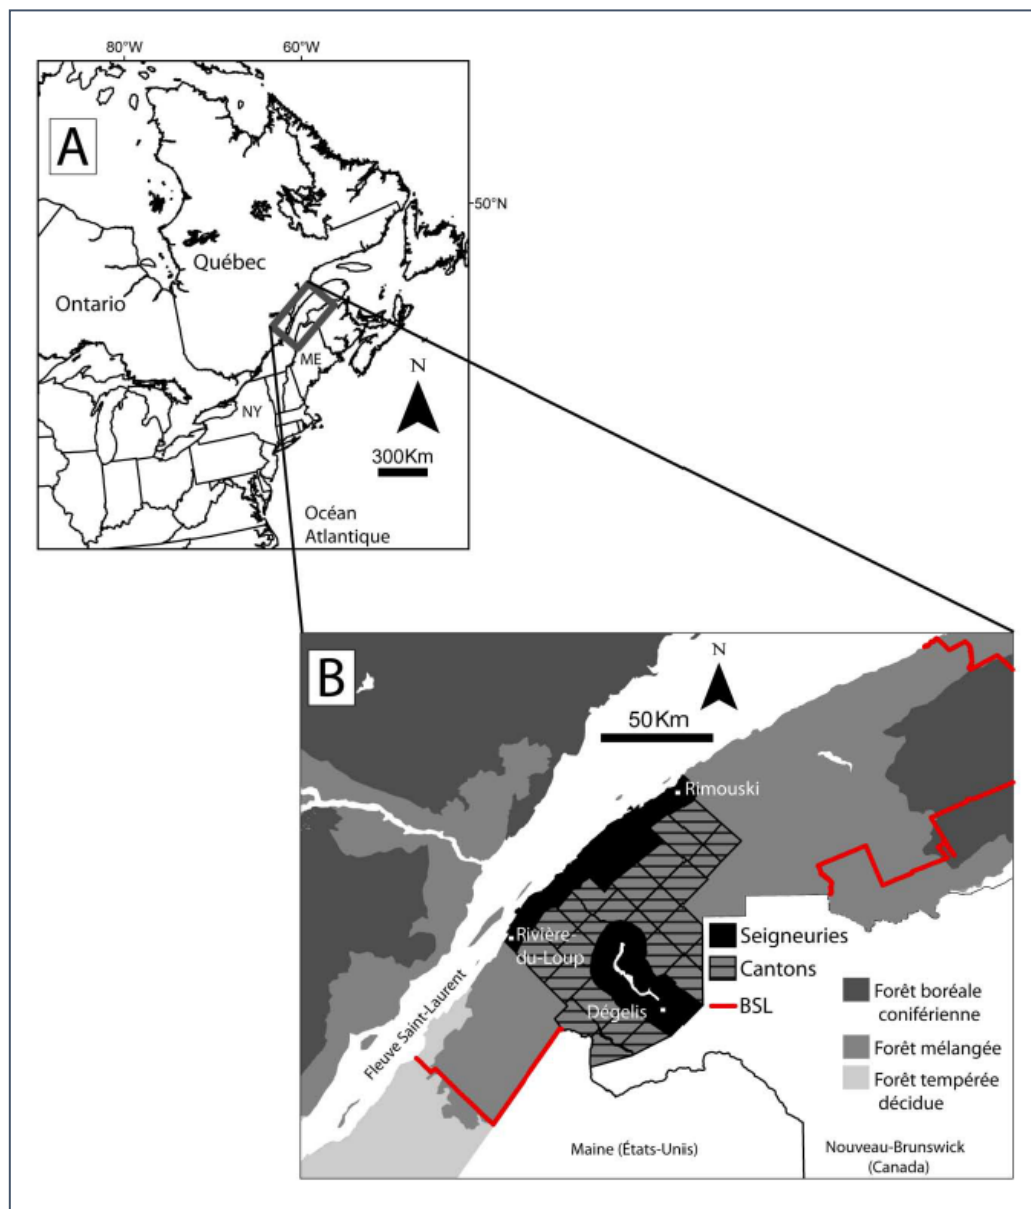 80°W
60°W
A
50°N
Québec
Ontario
ME
N
NY
300Km
Océan
Atlantique
B
N
50Km
Rimouski
Rivière-
du-Loup
Seigneuries
Cantons
BSL
Dégelis
Fleuve Saint-Laurent
Forêt boréale
coniférienne
Forêt mélangée
Forêt tempérée
décidue
Maine (États-Uniis)
Nouveau-Brunswick
(Canada)